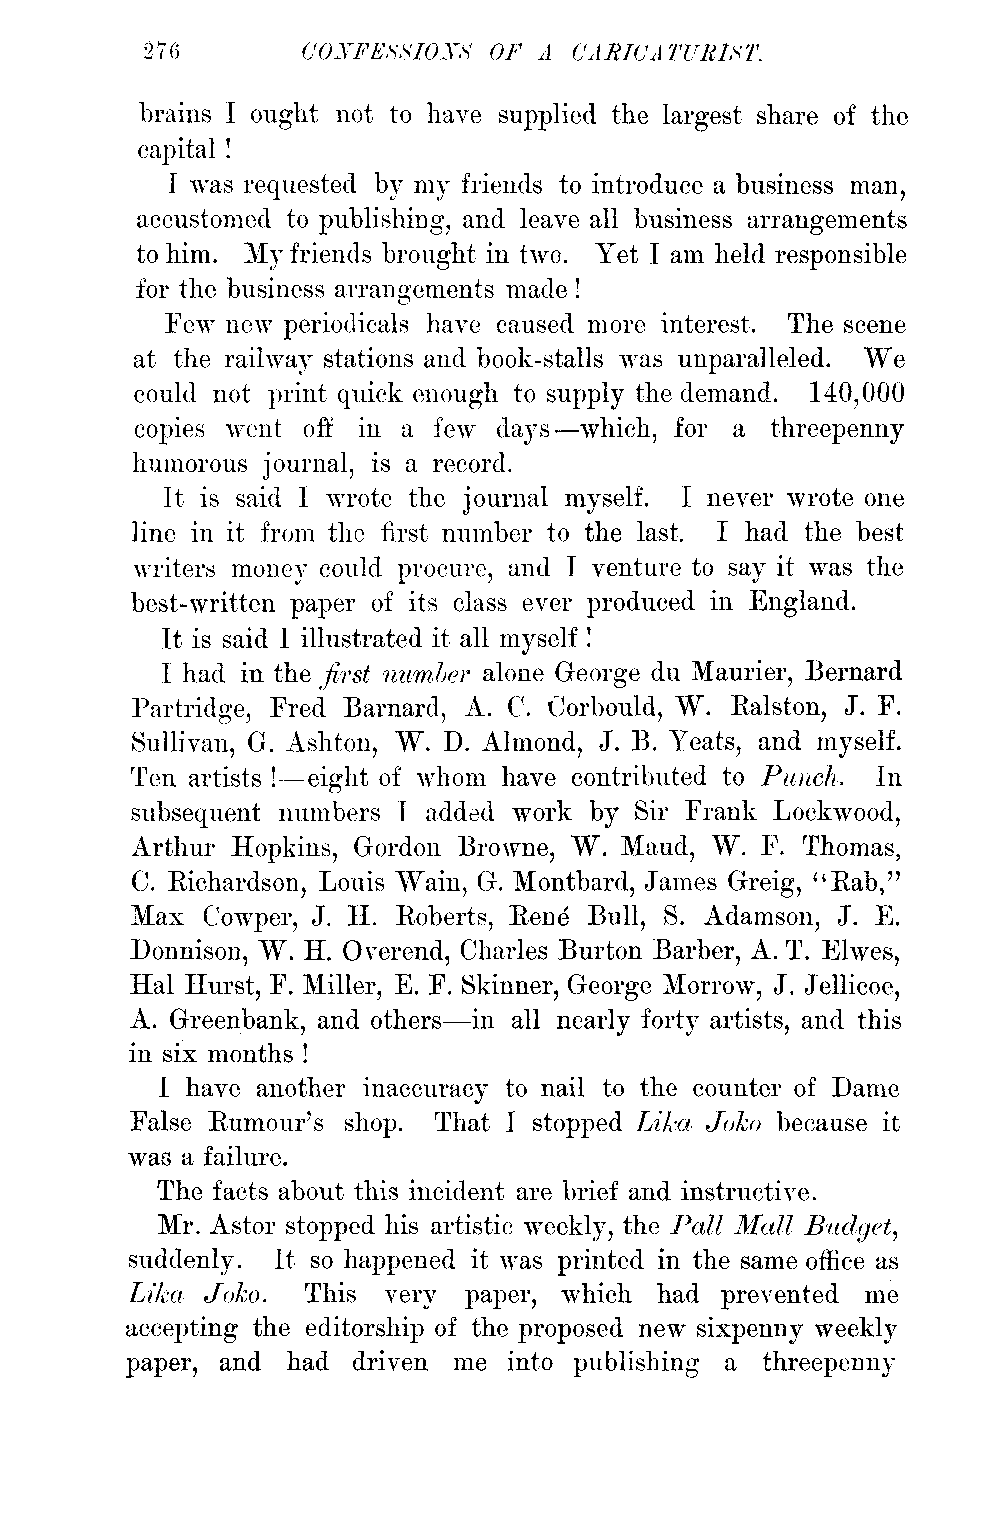 276 CONFESSIONS OF A CARICATURIST.
brains I ought not to have supplied the largest share of the
capital !
I was requested by my friends to introduce a business man,
accustomed to publishing, and leave all business arrangements
to him. My friends brought in two. Yet I am held responsible
for the business arrangements made !
Few new periodicals have caused more interest. The scene
at the railway stations and book-stalls was unparalleled. We
could not print quick enough to supply the demand. 140,000
copies went off in a few days—which, for a threepenny
humorous journal, is a record.
It is said I wrote the journal myself. I never wrote one
line in it from the first number to the last. I had the best
writers money could procure, and I venture to say it was the
best-written paper of its class ever produced in England.
It is said I illustrated it all myself !
I had in the first number alone George du Maurier, Bernard
Partridge, Fred Barnard, A. C. Corbould, W. Ralston, J. F.
Sullivan, G. Ashton, W. D. Almond, J. B. Yeats, and myself.
Ten artists !—eight of whom have contributed to Punch. In
subsequent numbers I added work by Sir Frank Lockwood,
Arthur Hopkins, Gordon Browne, W. Maud, W. F. Thomas,
C. Richardson, Louis Wain, G. Montbard, James Greig, “Rab,”
Max Cowper, J. H. Roberts, René Bull, S. Adamson, J. E.
Donnison, W. H. Overend, Charles Burton Barber, A. T. Elwes,
Hal Hurst, F. Miller, E. F. Skinner, George Morrow, J. Jellicoe,
A. Greenbank, and others—in all nearly forty artists, and this
in six months !
I have another inaccuracy to nail to the counter of Dame
False Rumour's shop. That I stopped Lika Joko because it
was a failure.
The facts about this incident are brief and instructive.
Mr. Astor stopped his artistic weekly, the Pall Mall Budget,
suddenly. It so happened it was printed in the same office as
Lika Joko. This very paper, which had prevented me
accepting the editorship of the proposed new sixpenny weekly
paper, and had driven me into publishing a threepenny